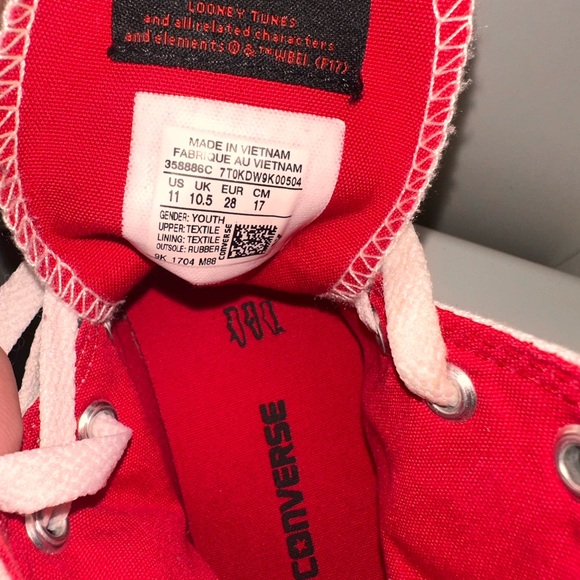 LOONEY TUNES
and all related characters
and elements © & ™ WBEI. (F17)
MADE IN VIETNAM
FABRIQUE AU VIETNAM
358886C 7T0KDW9K00504
US UK EUR CM
11 10.5 28 17
GENDER: YOUTH
UPPER:TEXTILE
LINING: TEXTILE
OUTSOLE: RUBBER
CONVERSE
9K 1704 M88
CONVERSE